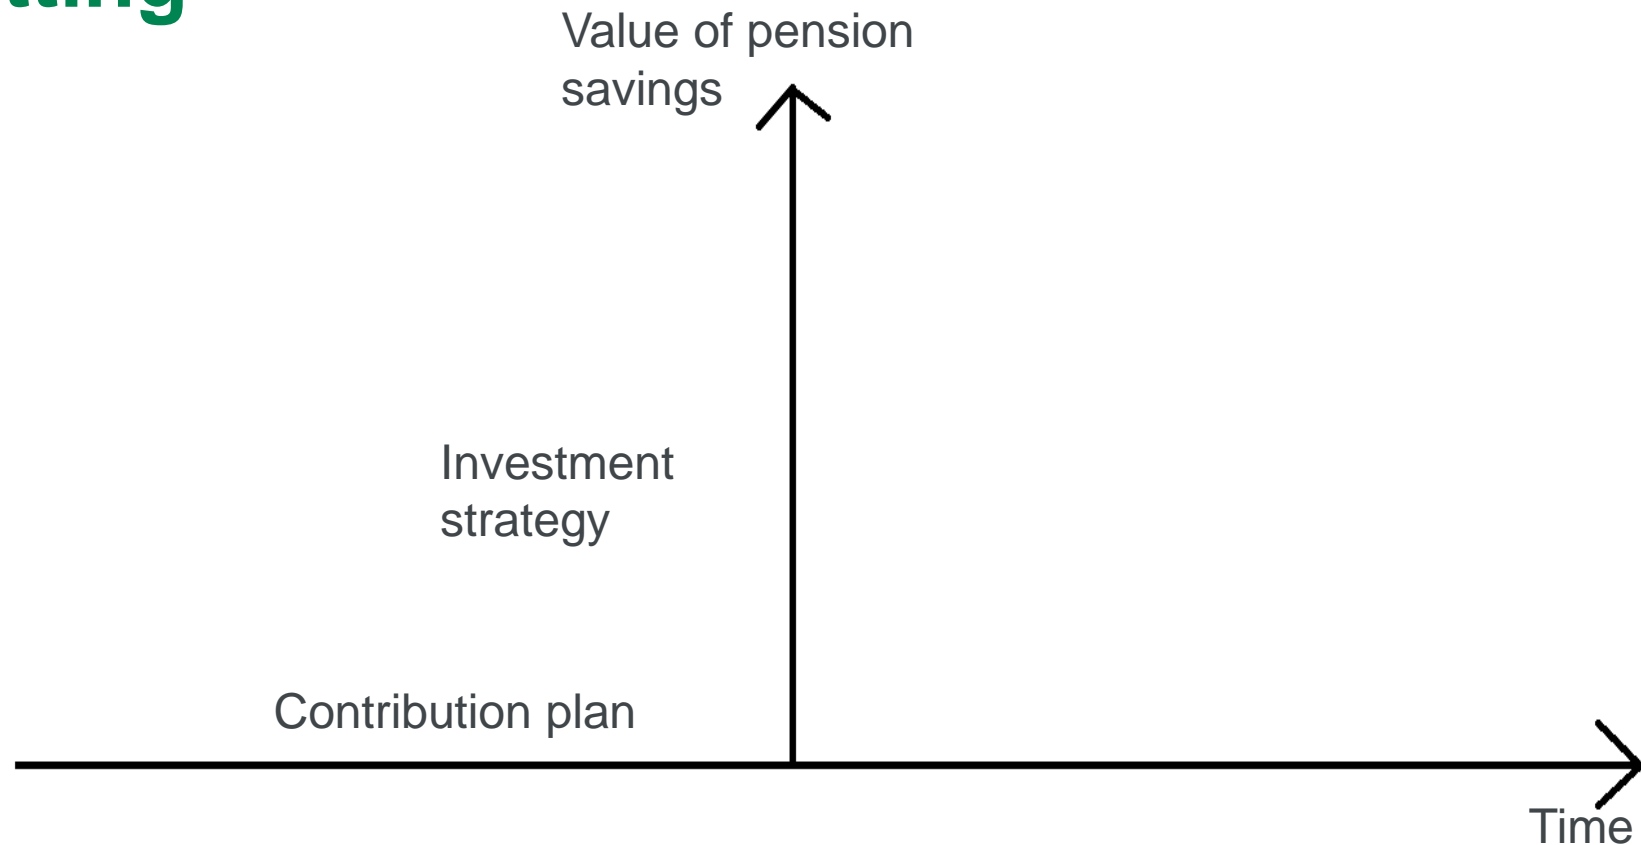 Value of pension
savings
Investment
strategy
Contribution plan
Time